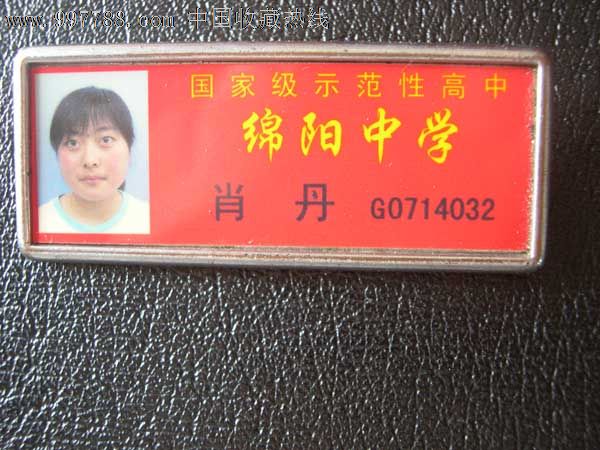 www.997788.com 中国收藏热线
国家级示范性高中
绵阳中学
肖 丹 G0714032